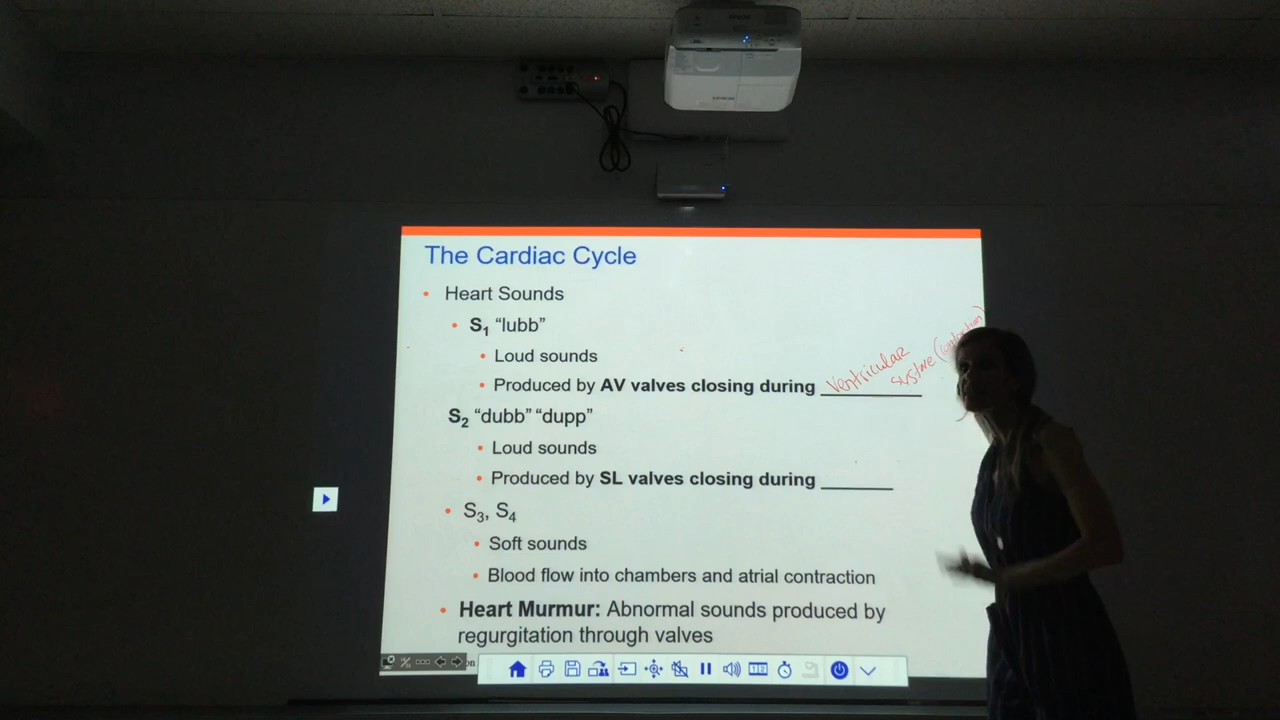 EPSON
The Cardiac Cycle
• Heart Sounds
• S₁ “lubb”
• Loud sounds
• Produced by AV valves closing during ventricular systole (contraction)
S₂ “dubb” “dupp”
• Loud sounds
• Produced by SL valves closing during ______
• S₃, S₄
• Soft sounds
• Blood flow into chambers and atrial contraction
• Heart Murmur: Abnormal sounds produced by
regurgitation through valves